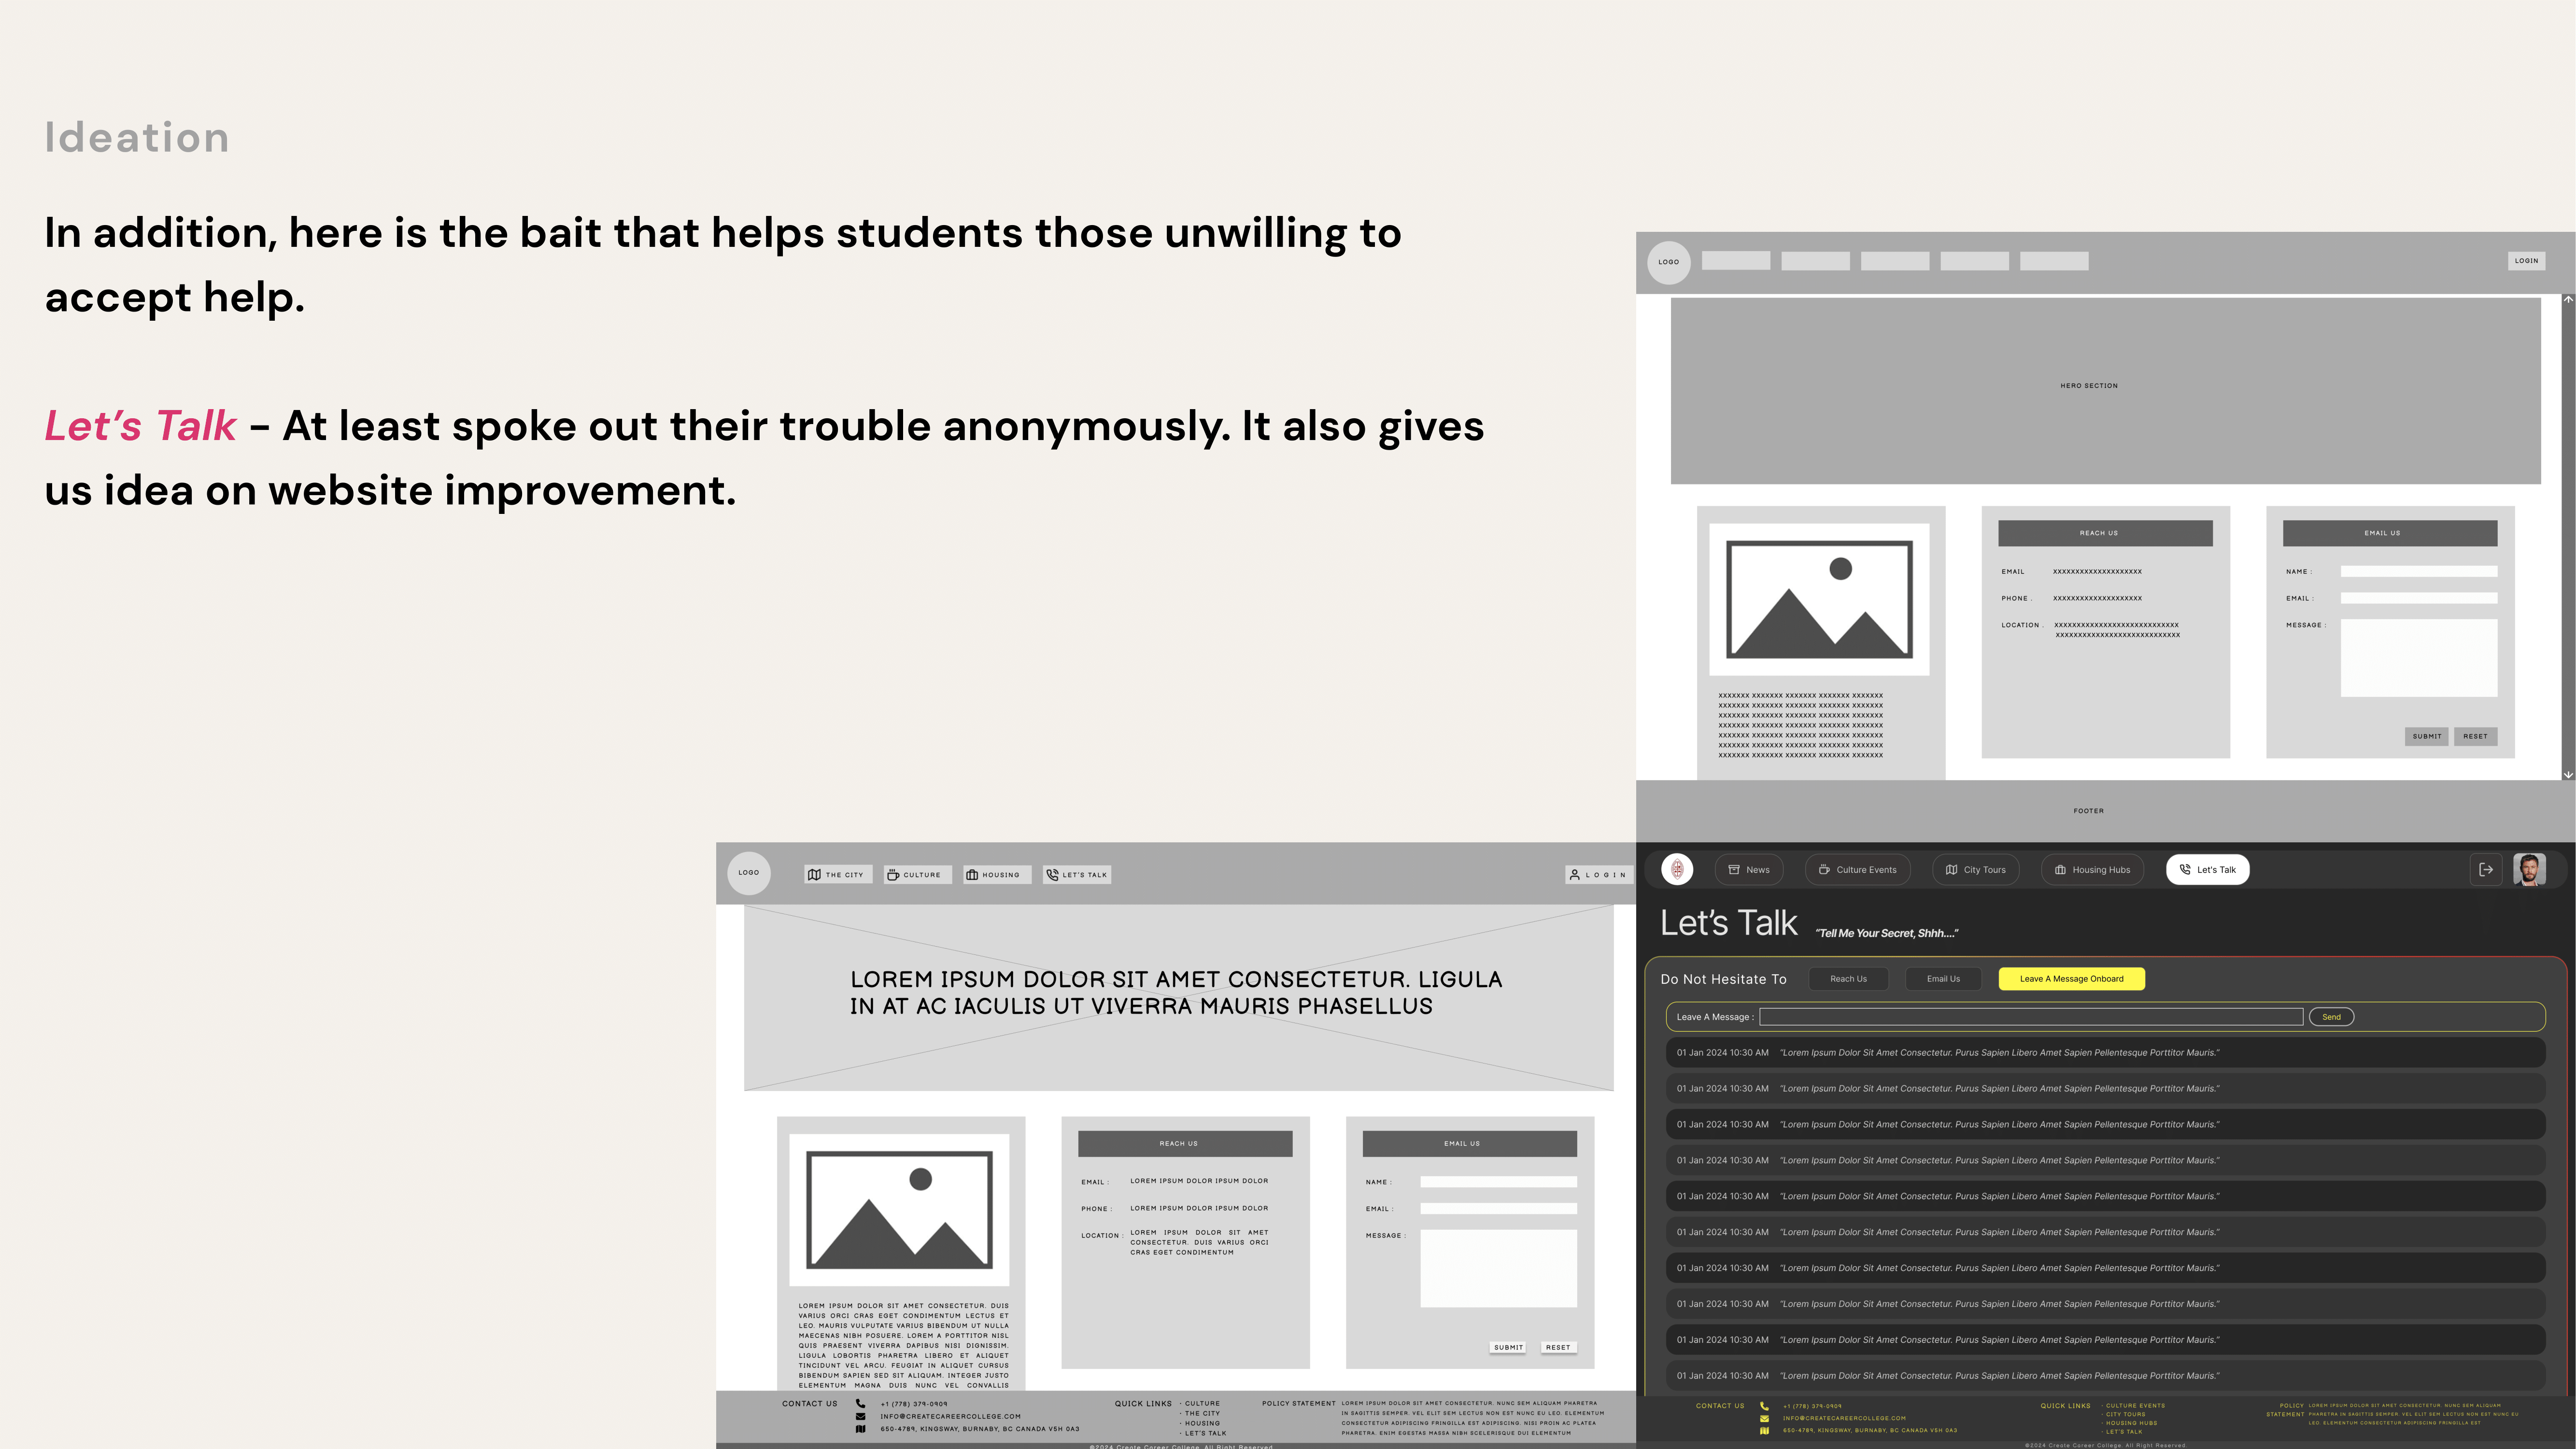 Ideation
In addition, here is the bait that helps students those unwilling to
accept help.
Let's Talk - At least spoke out their trouble anonymously. It also gives
us idea on website improvement.
LOGO
LOGIN
HERO SECTION
XXXXXXX XXXXXXX XXXXXXX XXXXXXX XXXXXXX
XXXXXXX XXXXXXX XXXXXXX XXXXXXX XXXXXXX
XXXXXXX XXXXXXX XXXXXXX XXXXXXX XXXXXXX
XXXXXXX XXXXXXX XXXXXXX XXXXXXX XXXXXXX
XXXXXXX XXXXXXX XXXXXXX XXXXXXX XXXXXXX
XXXXXXX XXXXXXX XXXXXXX XXXXXXX XXXXXXX
XXXXXXX XXXXXXX XXXXXXX XXXXXXX XXXXXXX
REACH US
EMAIL XXXXXXXXXXXXXXXXXXXX
PHONE . XXXXXXXXXXXXXXXXXXXX
LOCATION . XXXXXXXXXXXXXXXXXXXXXXXXXXXX
XXXXXXXXXXXXXXXXXXXXXXXXXXXX
EMAIL US
NAME :
EMAIL :
MESSAGE :
SUBMIT RESET
FOOTER
LOGO THE CITY CULTURE HOUSING LET'S TALK LOGIN
LOREM IPSUM DOLOR SIT AMET CONSECTETUR. LIGULA
IN AT AC IACULIS UT VIVERRA MAURIS PHASELLUS
LOREM IPSUM DOLOR SIT AMET CONSECTETUR. DUIS
VARIUS ORCI CRAS EGET CONDIMENTUM LECTUS ET
LEO. MAURIS VULPUTATE VARIUS BIBENDUM UT NULLA
MAECENAS NIBH POSUERE. LOREM A PORTTITOR NISL
QUIS PRAESENT VIVERRA DAPIBUS NISI DIGNISSIM.
LIGULA LOBORTIS PHARETRA LIBERO ET ALIQUET
TINCIDUNT VEL ARCU. FEUGIAT IN ALIQUET CURSUS
BIBENDUM SAPIEN SED SIT ALIQUAM. INTEGER JUSTO
ELEMENTUM MAGNA DUIS NUNC VEL CONVALLIS
REACH US
EMAIL : LOREM IPSUM DOLOR IPSUM DOLOR
PHONE : LOREM IPSUM DOLOR IPSUM DOLOR
LOCATION : LOREM IPSUM DOLOR SIT AMET
CONSECTETUR. DUIS VARIUS ORCI
CRAS EGET CONDIMENTUM
EMAIL US
NAME :
EMAIL :
MESSAGE :
SUBMIT RESET
CONTACT US
+1 (778) 379-0909
INFO@CREATECAREERCOLLEGE.COM
650-4789, KINGSWAY, BURNABY, BC CANADA V5H 0A3
QUICK LINKS
· CULTURE
· THE CITY
· HOUSING
· LET'S TALK
POLICY STATEMENT
LOREM IPSUM DOLOR SIT AMET CONSECTETUR. NUNC SEM ALIQUAM PHARETRA
IN SAGITTIS SEMPER. VEL ELIT SEM LECTUS NON EST NUNC EU LEO. ELEMENTUM
CONSECTETUR ADIPISCING FRINGILLA EST ADIPISCING. NISI PROIN AC PLATEA
PHARETRA. ENIM EGESTAS MASSA NIBH SCELERISQUE DUI ELEMENTUM
©2024 Create Career College. All Right Reserved.
News Culture Events City Tours Housing Hubs Let's Talk
Let's Talk "Tell Me Your Secret, Shhh...."
Do Not Hesitate To Reach Us Email Us Leave A Message Onboard
Leave A Message : Send
01 Jan 2024 10:30 AM "Lorem Ipsum Dolor Sit Amet Consectetur. Purus Sapien Libero Amet Sapien Pellentesque Porttitor Mauris."
01 Jan 2024 10:30 AM "Lorem Ipsum Dolor Sit Amet Consectetur. Purus Sapien Libero Amet Sapien Pellentesque Porttitor Mauris."
01 Jan 2024 10:30 AM "Lorem Ipsum Dolor Sit Amet Consectetur. Purus Sapien Libero Amet Sapien Pellentesque Porttitor Mauris."
01 Jan 2024 10:30 AM "Lorem Ipsum Dolor Sit Amet Consectetur. Purus Sapien Libero Amet Sapien Pellentesque Porttitor Mauris."
01 Jan 2024 10:30 AM "Lorem Ipsum Dolor Sit Amet Consectetur. Purus Sapien Libero Amet Sapien Pellentesque Porttitor Mauris."
01 Jan 2024 10:30 AM "Lorem Ipsum Dolor Sit Amet Consectetur. Purus Sapien Libero Amet Sapien Pellentesque Porttitor Mauris."
01 Jan 2024 10:30 AM "Lorem Ipsum Dolor Sit Amet Consectetur. Purus Sapien Libero Amet Sapien Pellentesque Porttitor Mauris."
01 Jan 2024 10:30 AM "Lorem Ipsum Dolor Sit Amet Consectetur. Purus Sapien Libero Amet Sapien Pellentesque Porttitor Mauris."
01 Jan 2024 10:30 AM "Lorem Ipsum Dolor Sit Amet Consectetur. Purus Sapien Libero Amet Sapien Pellentesque Porttitor Mauris."
01 Jan 2024 10:30 AM "Lorem Ipsum Dolor Sit Amet Consectetur. Purus Sapien Libero Amet Sapien Pellentesque Porttitor Mauris."
CONTACT US
+1 (778) 379-0909
INFO@CREATECAREERCOLLEGE.COM
650-4789, KINGSWAY, BURNABY, BC CANADA V5H 0A3
QUICK LINKS
· CULTURE EVENTS
· CITY TOURS
· HOUSING HUBS
· LET'S TALK
POLICY
STATEMENT
LOREM IPSUM DOLOR SIT AMET CONSECTETUR. NUNC SEM ALIQUAM
PHARETRA IN SAGITTIS SEMPER. VEL ELIT SEM LECTUS NON EST NUNC EU
LEO. ELEMENTUM CONSECTETUR ADIPISCING FRINGILLA EST
©2024 Create Career College. All Right Reserved.